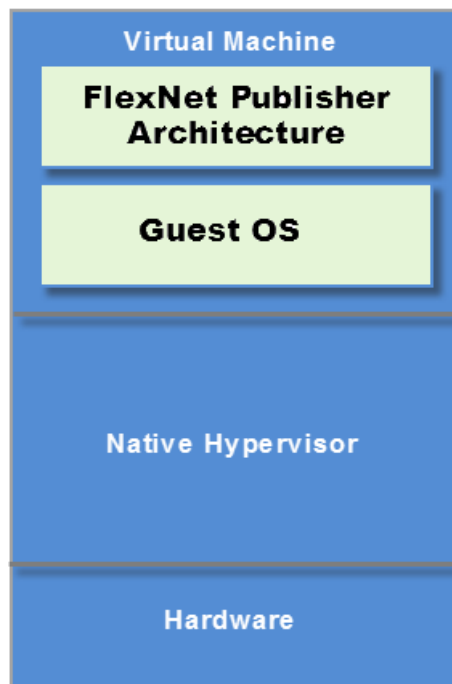 Virtual Machine
FlexNet Publisher
Architecture
Guest OS
Native Hypervisor
Hardware